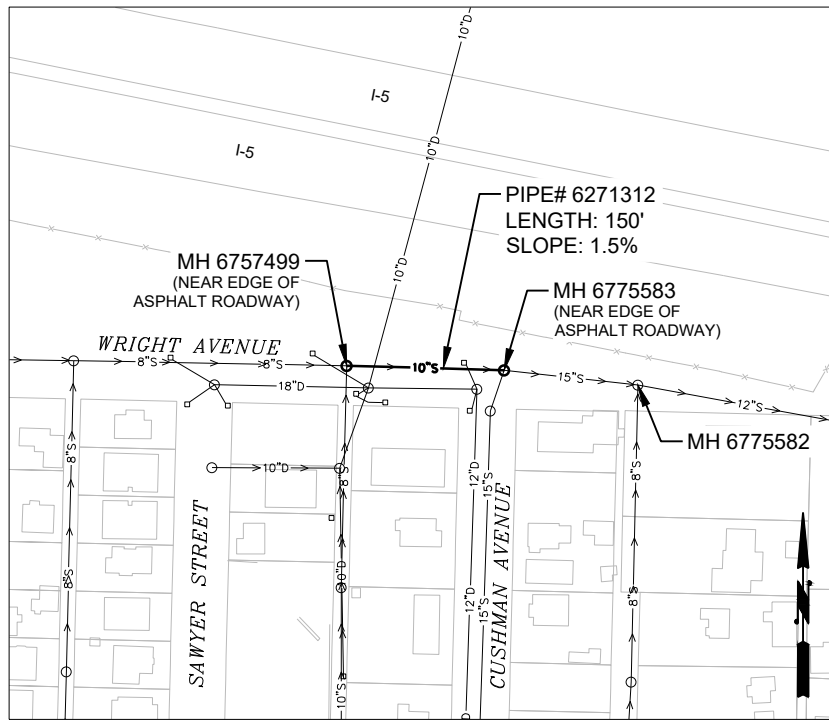 10"D
I-5
10"D
I-5
PIPE# 6271312
LENGTH: 150'
SLOPE: 1.5%
10"D
MH 6757499
(NEAR EDGE OF
ASPHALT ROADWAY)
MH 6775583
(NEAR EDGE OF
ASPHALT ROADWAY)
WRIGHT AVENUE
8"S
8"S
10"S
15"S
12"S
18"D
MH 6775582
8"S
10"D
8"S
12"D
15"S
8"S
SAWYER STREET
CUSHMAN AVENUE
8"S
10"D
8"S
12"D
15"S
10"S
N